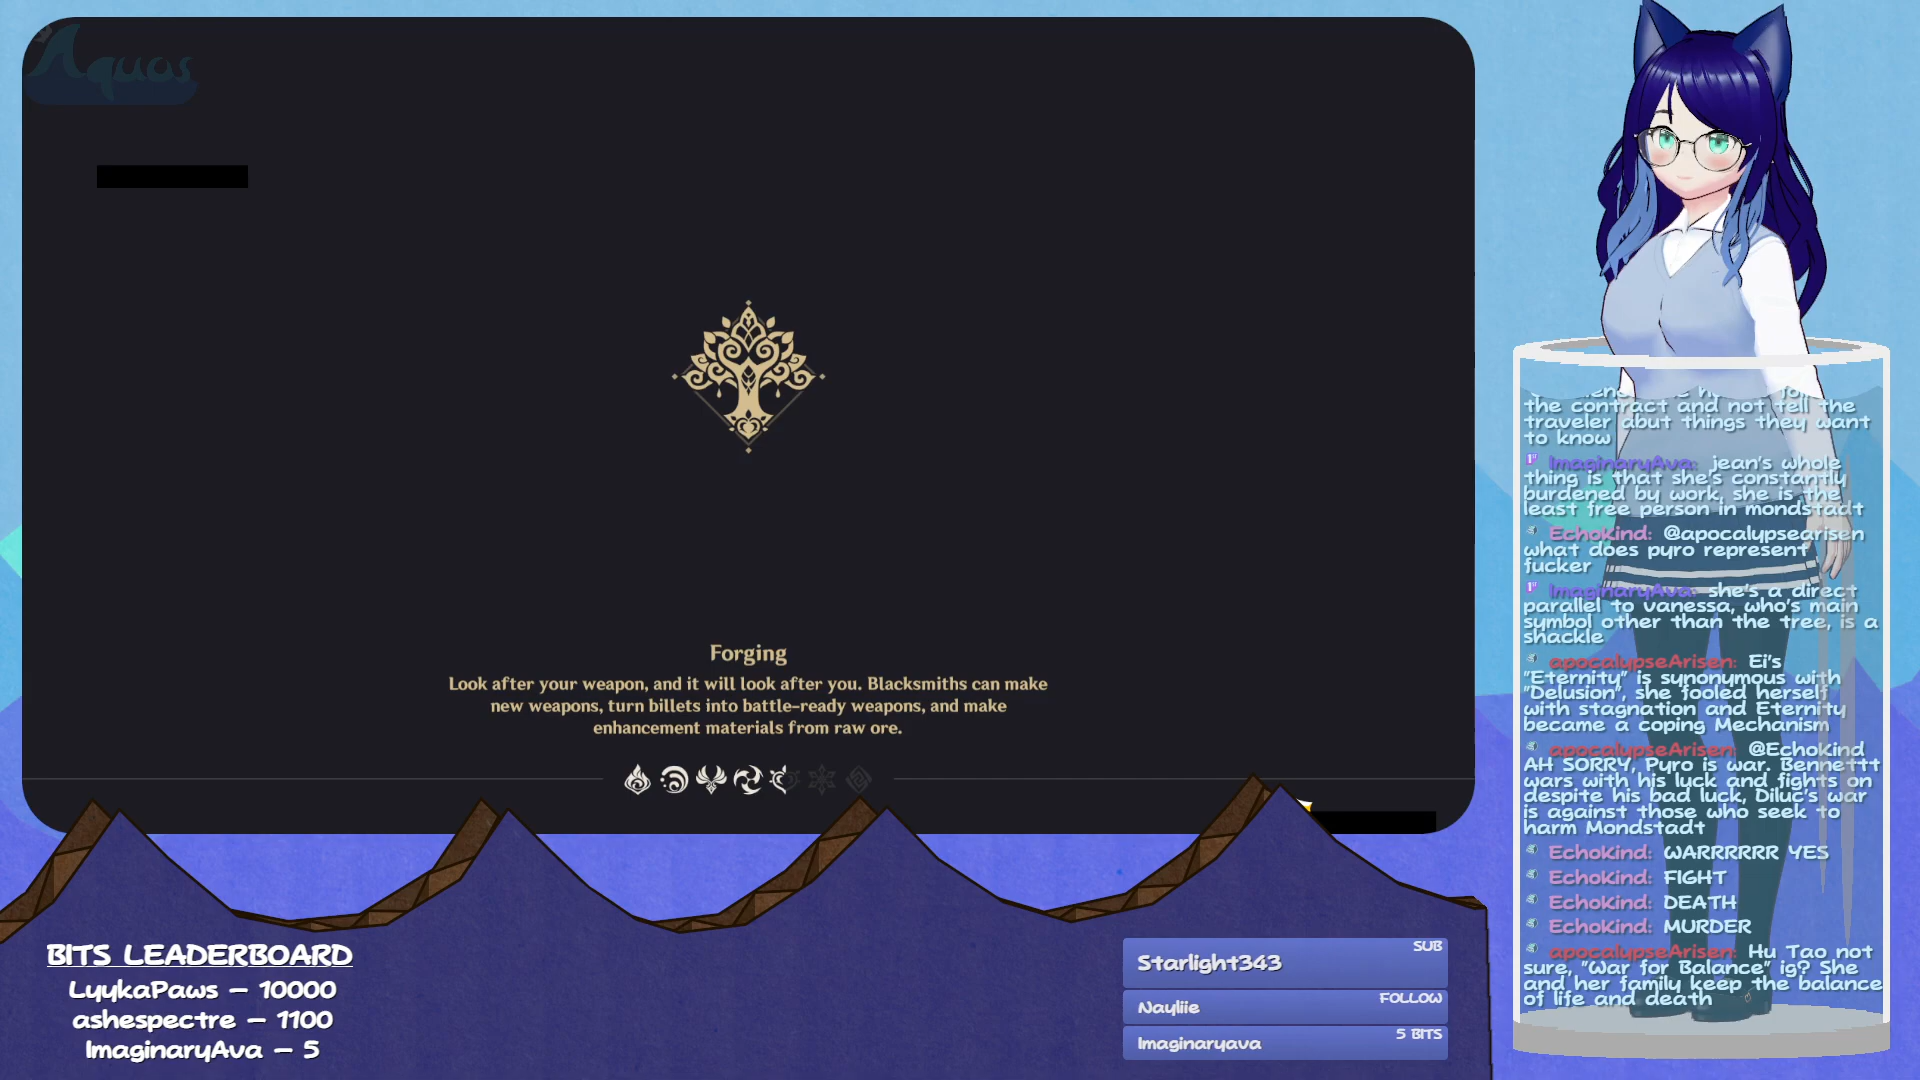 Aquas
Forging
Look after your weapon, and it will look after you. Blacksmiths can make
new weapons, turn billets into battle-ready weapons, and make
enhancement materials from raw ore.
BITS LEADERBOARD
LyykaPaws - 10000
ashespectre - 1100
ImaginaryAva - 5
SUB
Starlight343
FOLLOW
Nayliie
5 BITS
Imaginaryava
the contract and not tell the
traveler abut things they want
to know
ImaginaryAva: jean's whole
thing is that she's constantly
burdened by work, she is the
least free person in mondstadt
EchoKind: @apocalypsearisen
what does pyro represent
fucker
ImaginaryAva: she's a direct
parallel to vanessa, who's main
symbol other than the tree, is a
shackle
apocalypseArisen: Ei's
"Eternity" is synonymous with
"Delusion", she fooled herself
with stagnation and Eternity
became a coping Mechanism
apocalypseArisen: @EchoKind
AH SORRY, Pyro is war. Bennettt
wars with his luck and fights on
despite his bad luck, Diluc's war
is against those who seek to
harm Mondstadt
EchoKind: WARRRRRR YES
EchoKind: FIGHT
EchoKind: DEATH
EchoKind: MURDER
apocalypseArisen: Hu Tao not
sure, "War for Balance" ig? She
and her family keep the balance
of life and death